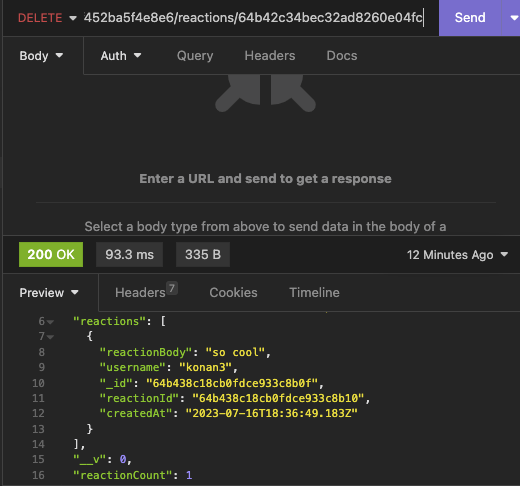 DELETE 452ba5f4e8e6/reactions/64b42c34bec32ad8260e04fc Send
Body Auth Query Headers Docs
Enter a URL and send to get a response
Select a body type from above to send data in the body of a
200 OK 93.3 ms 335 B 12 Minutes Ago
Preview Headers 7 Cookies Timeline
6 "reactions": [
7 {
8 "reactionBody": "so cool",
9 "username": "konan3",
10 "_id": "64b438c18cb0fdce933c8b0f",
11 "reactionId": "64b438c18cb0fdce933c8b10",
12 "createdAt": "2023-07-16T18:36:49.183Z"
13 }
14 ],
15 "__v": 0,
16 "reactionCount": 1